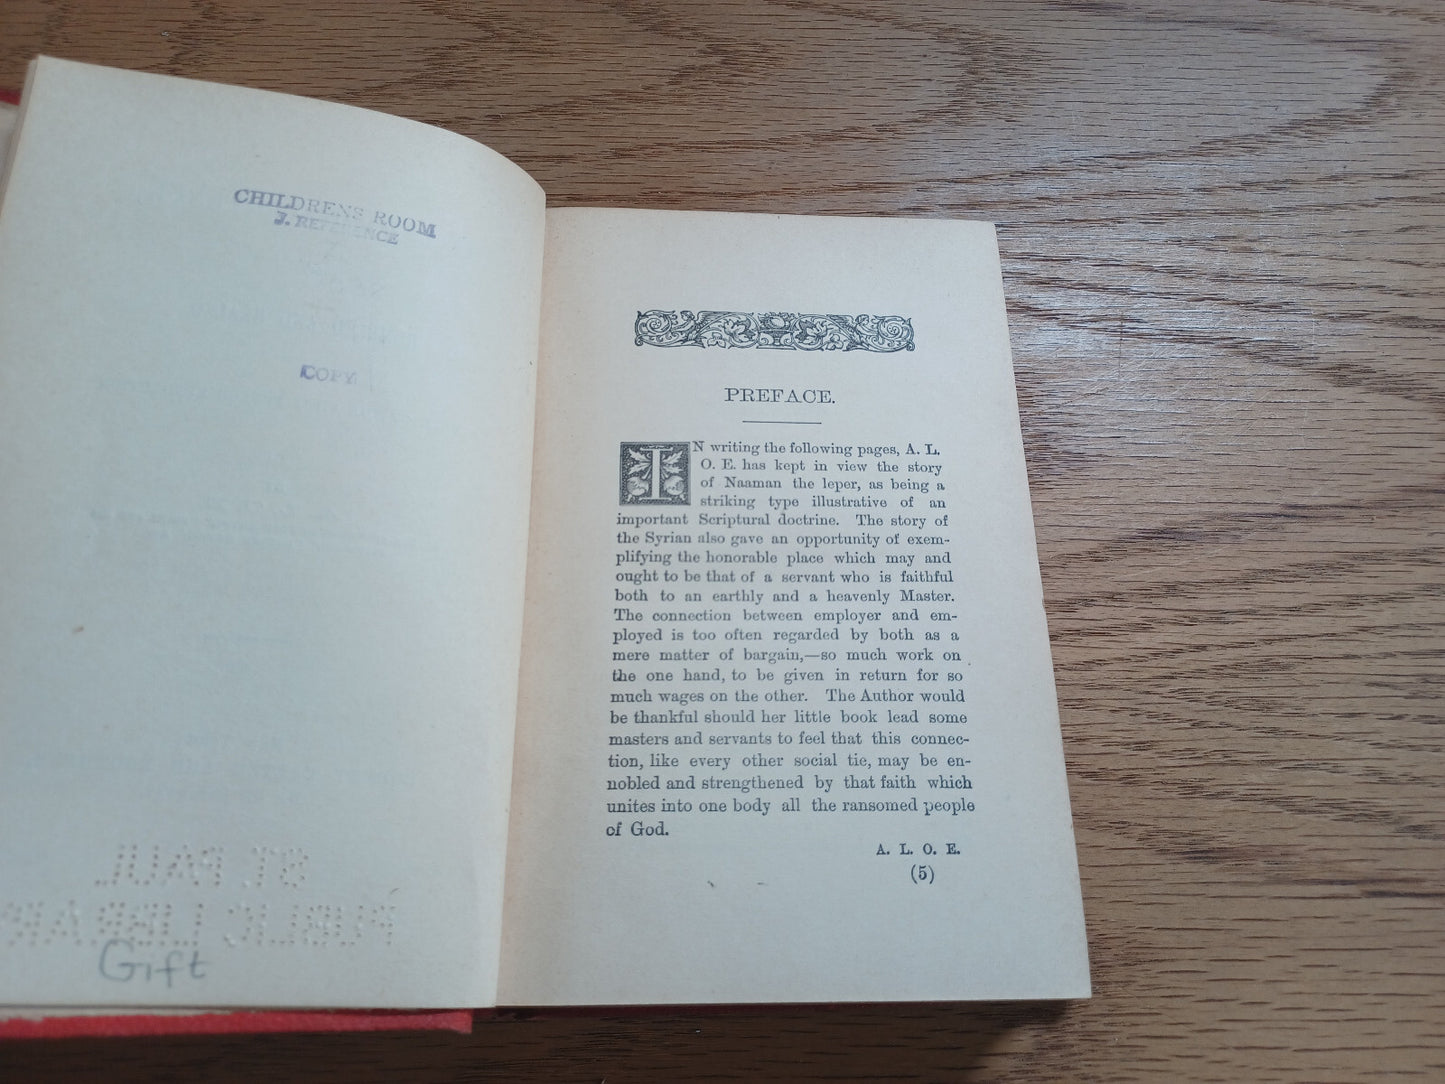 CHILDRENS ROOM
J. REFERENCE
COPY
ST. PAUL
PUBLIC LIBRARY
Gift
PREFACE.
IN writing the following pages, A. L.
O. E. has kept in view the story
of Naaman the leper, as being a
striking type illustrative of an
important Scriptural doctrine. The story of
the Syrian also gave an opportunity of exem-
plifying the honorable place which may and
ought to be that of a servant who is faithful
both to an earthly and a heavenly Master.
The connection between employer and em-
ployed is too often regarded by both as a
mere matter of bargain,—so much work on
the one hand, to be given in return for so
much wages on the other. The Author would
be thankful should her little book lead some
masters and servants to feel that this connec-
tion, like every other social tie, may be en-
nobled and strengthened by that faith which
unites into one body all the ransomed people
of God.
A. L. O. E.
(5)